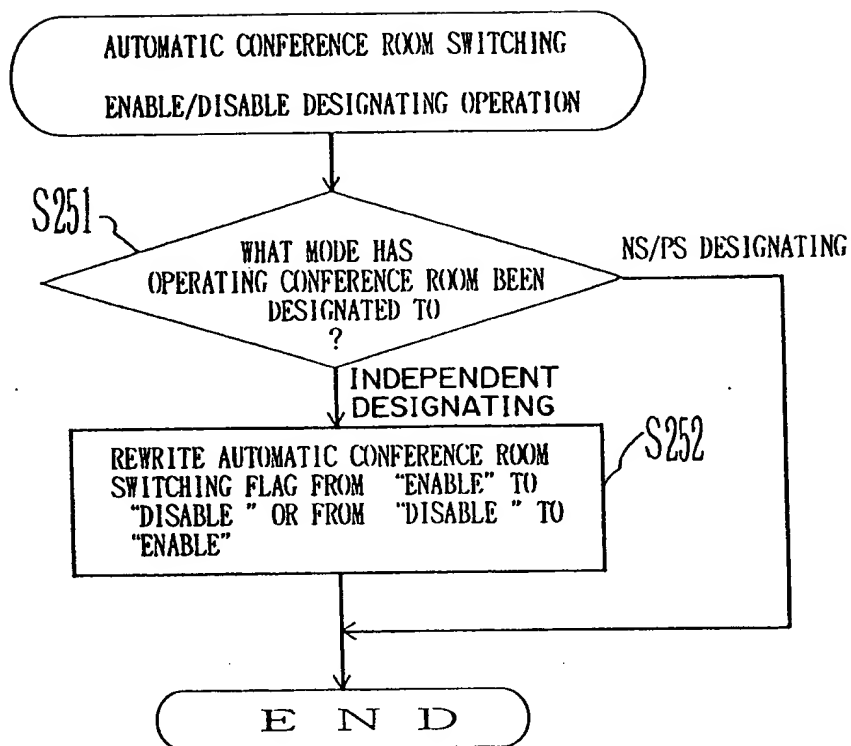 AUTOMATIC CONFERENCE ROOM SWITCHING
ENABLE/DISABLE DESIGNATING OPERATION
S251
WHAT MODE HAS
OPERATING CONFERENCE ROOM BEEN
DESIGNATED TO
?
NS/PS DESIGNATING
INDEPENDENT
DESIGNATING
S252
REWRITE AUTOMATIC CONFERENCE ROOM
SWITCHING FLAG FROM "ENABLE" TO
"DISABLE " OR FROM "DISABLE " TO
"ENABLE"
E N D